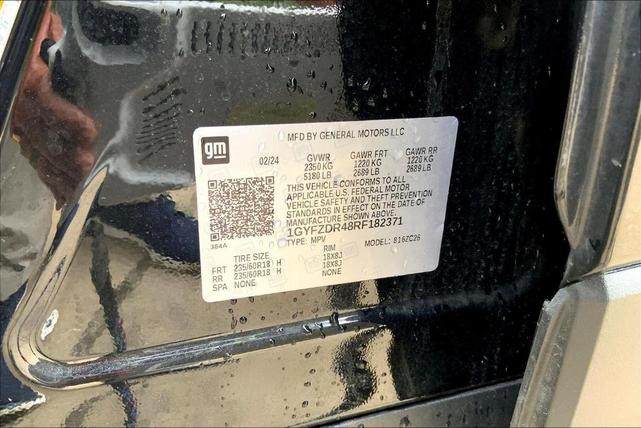 gm
MFD BY GENERAL MOTORS LLC
02/24 GVWR GAWR FRT GAWR RR
2350 KG 1220 KG 1220 KG
5180 LB 2689 LB 2689 LB
THIS VEHICLE CONFORMS TO ALL
APPLICABLE U.S. FEDERAL MOTOR
VEHICLE SAFETY AND THEFT PREVENTION
STANDARDS IN EFFECT ON THE DATE OF
MANUFACTURE SHOWN ABOVE.
1GYFZDR48RF182371
384A
TYPE: MPV MODEL: 816ZC26
TIRE SIZE RIM
FRT 235/60R18 H 18X8J
RR 235/60R18 H 18X8J
SPA NONE NONE